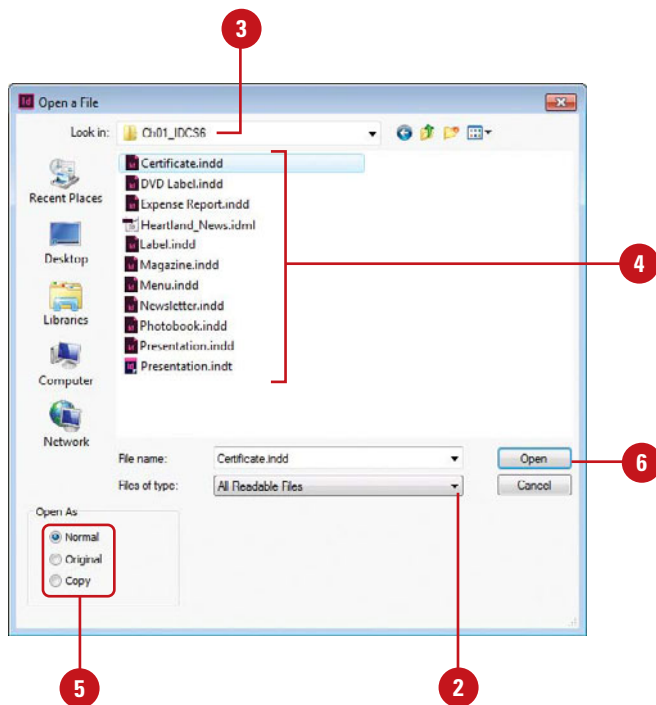 3
Id Open a File
Look in: Ch01_IDCS6
Recent Places
Desktop
Libraries
Computer
Network
Certificate.indd
DVD Label.indd
Expense Report.indd
Heartland_News.idml
Label.indd
Magazine.indd
Menu.indd
Newsletter.indd
Photobook.indd
Presentation.indd
Presentation.indt
4
File name: Certificate.indd Open
6
Files of type: All Readable Files Cancel
Open As
Normal
Original
Copy
5
2